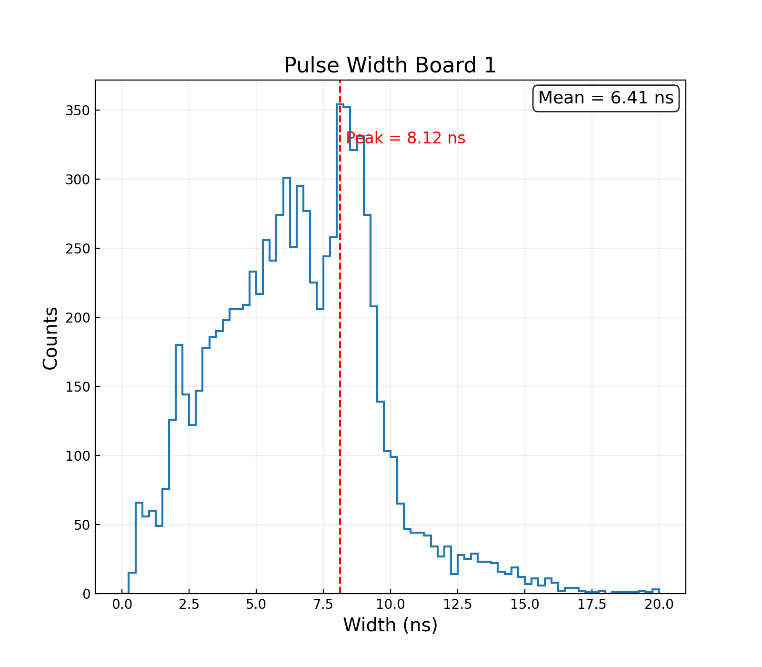 Pulse Width Board 1
Mean = 6.41 ns
Peak = 8.12 ns
Counts
350
300
250
200
150
100
50
0
0.0 2.5 5.0 7.5 10.0 12.5 15.0 17.5 20.0
Width (ns)